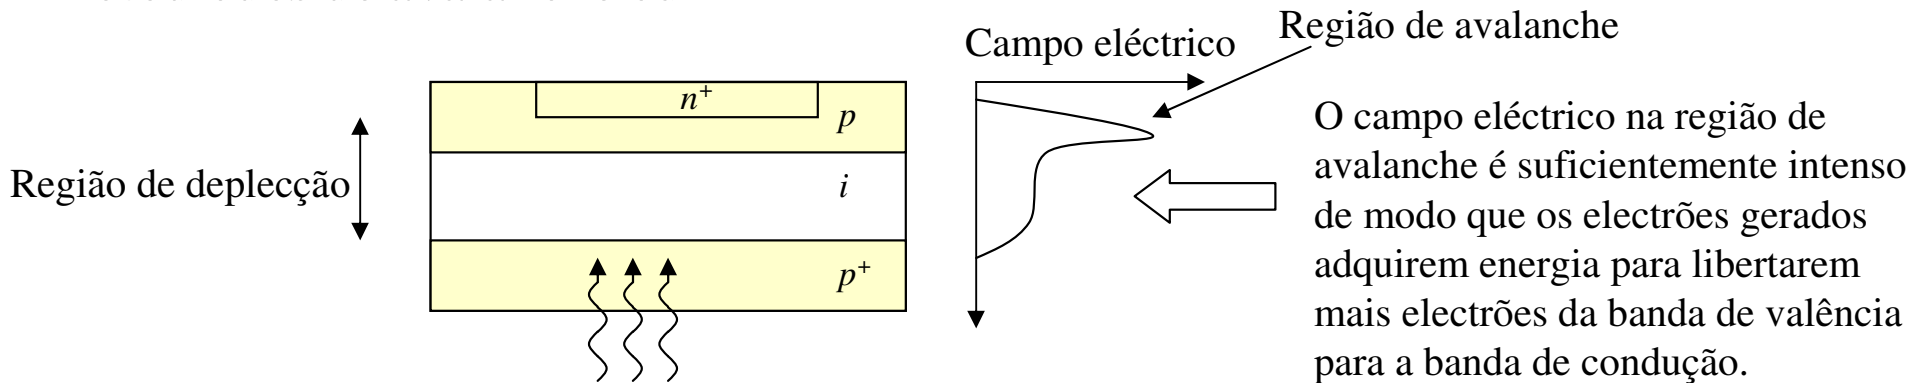 Campo eléctrico
Região de avalanche
n+
p
Região de deplecção
i
p+
O campo eléctrico na região de
avalanche é suficientemente intenso
de modo que os electrões gerados
adquirem energia para libertarem
mais electrões da banda de valência
para a banda de condução.